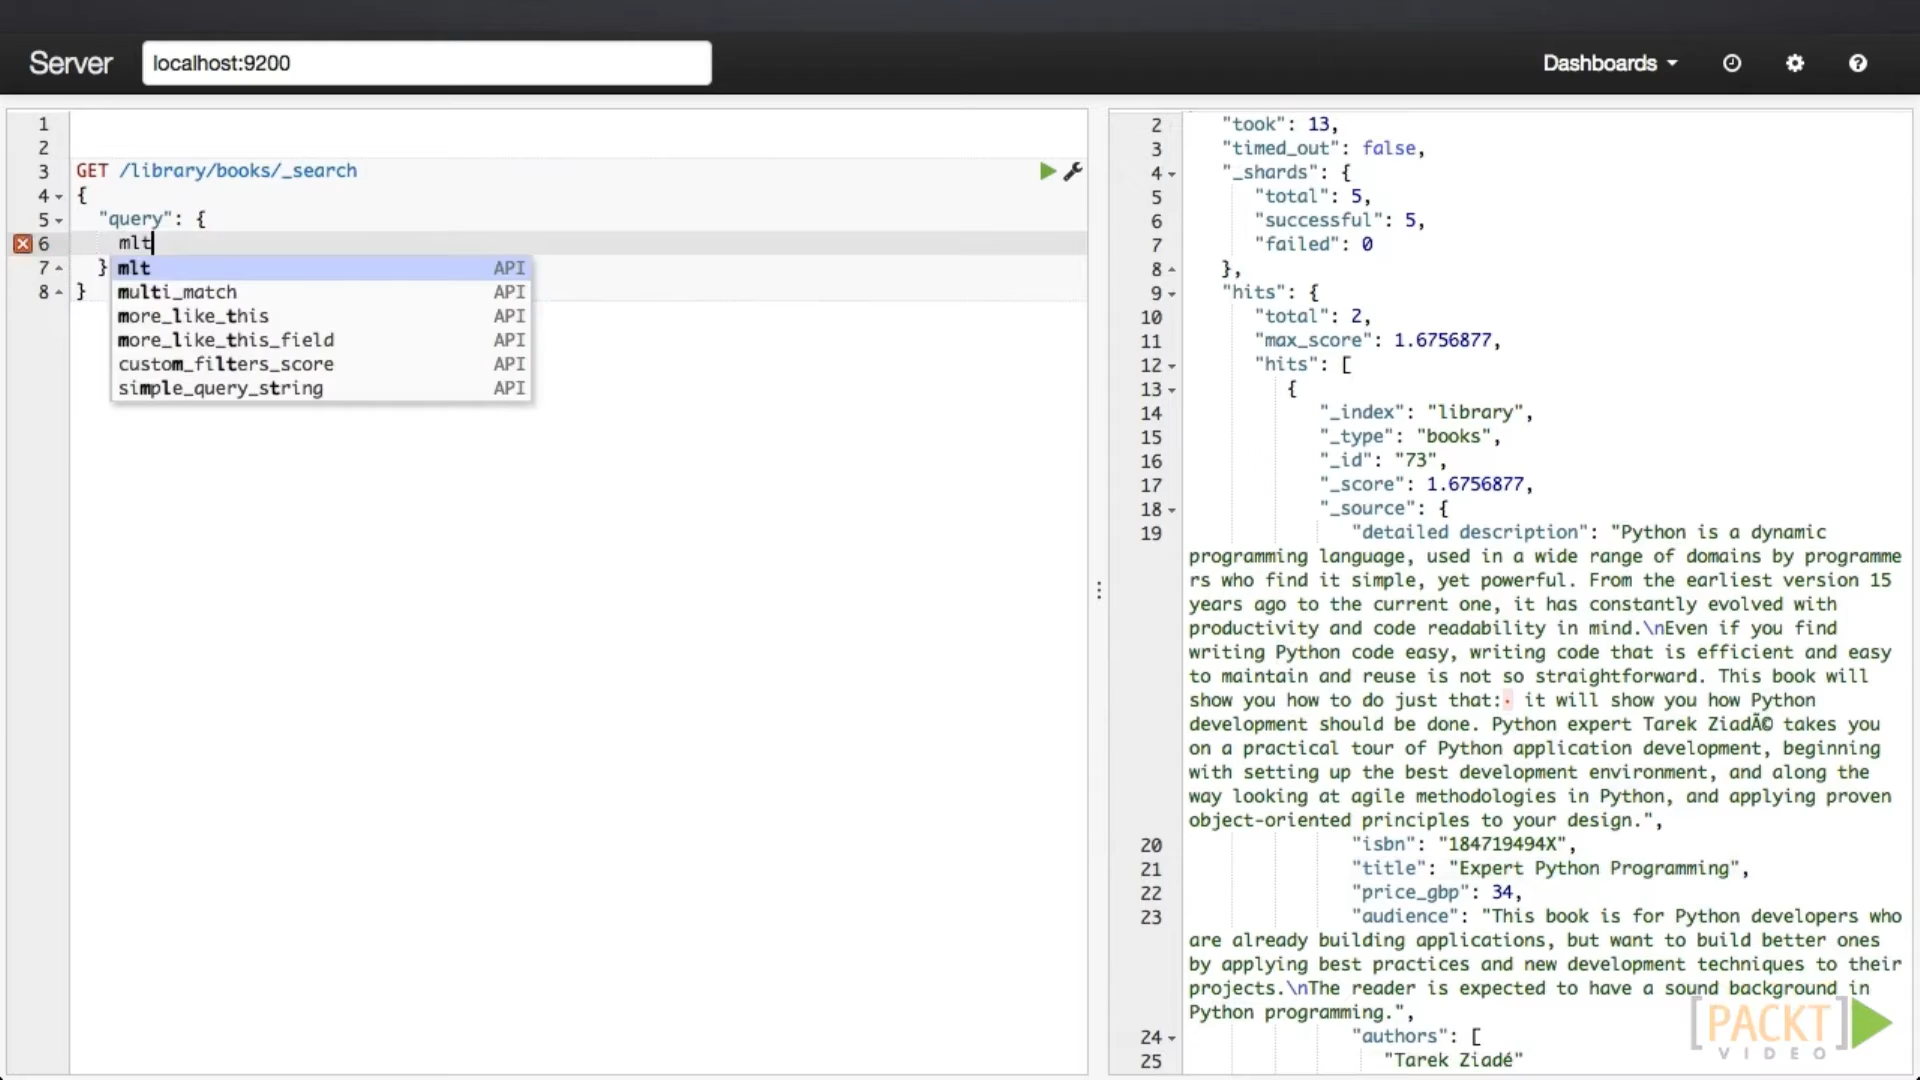 Server localhost:9200 Dashboards
1
2
3 GET /library/books/_search
4 {
5 "query": {
6 mlt
7 }
8 }
mlt API
multi_match API
more_like_this API
more_like_this_field API
custom_filters_score API
simple_query_string API
2 "took": 13,
3 "timed_out": false,
4 "_shards": {
5 "total": 5,
6 "successful": 5,
7 "failed": 0
8 },
9 "hits": {
10 "total": 2,
11 "max_score": 1.6756877,
12 "hits": [
13 {
14 "_index": "library",
15 "_type": "books",
16 "_id": "73",
17 "_score": 1.6756877,
18 "_source": {
19 "detailed description": "Python is a dynamic
programming language, used in a wide range of domains by programme
rs who find it simple, yet powerful. From the earliest version 15
years ago to the current one, it has constantly evolved with
productivity and code readability in mind.\nEven if you find
writing Python code easy, writing code that is efficient and easy
to maintain and reuse is not so straightforward. This book will
show you how to do just that:· it will show you how Python
development should be done. Python expert Tarek ZiadÃ© takes you
on a practical tour of Python application development, beginning
with setting up the best development environment, and along the
way looking at agile methodologies in Python, and applying proven
object-oriented principles to your design.",
20 "isbn": "184719494X",
21 "title": "Expert Python Programming",
22 "price_gbp": 34,
23 "audience": "This book is for Python developers who
are already building applications, but want to build better ones
by applying best practices and new development techniques to their
projects.\nThe reader is expected to have a sound background in
Python programming.",
24 "authors": [
25 "Tarek Ziadé"
[PACKT]
VIDEO